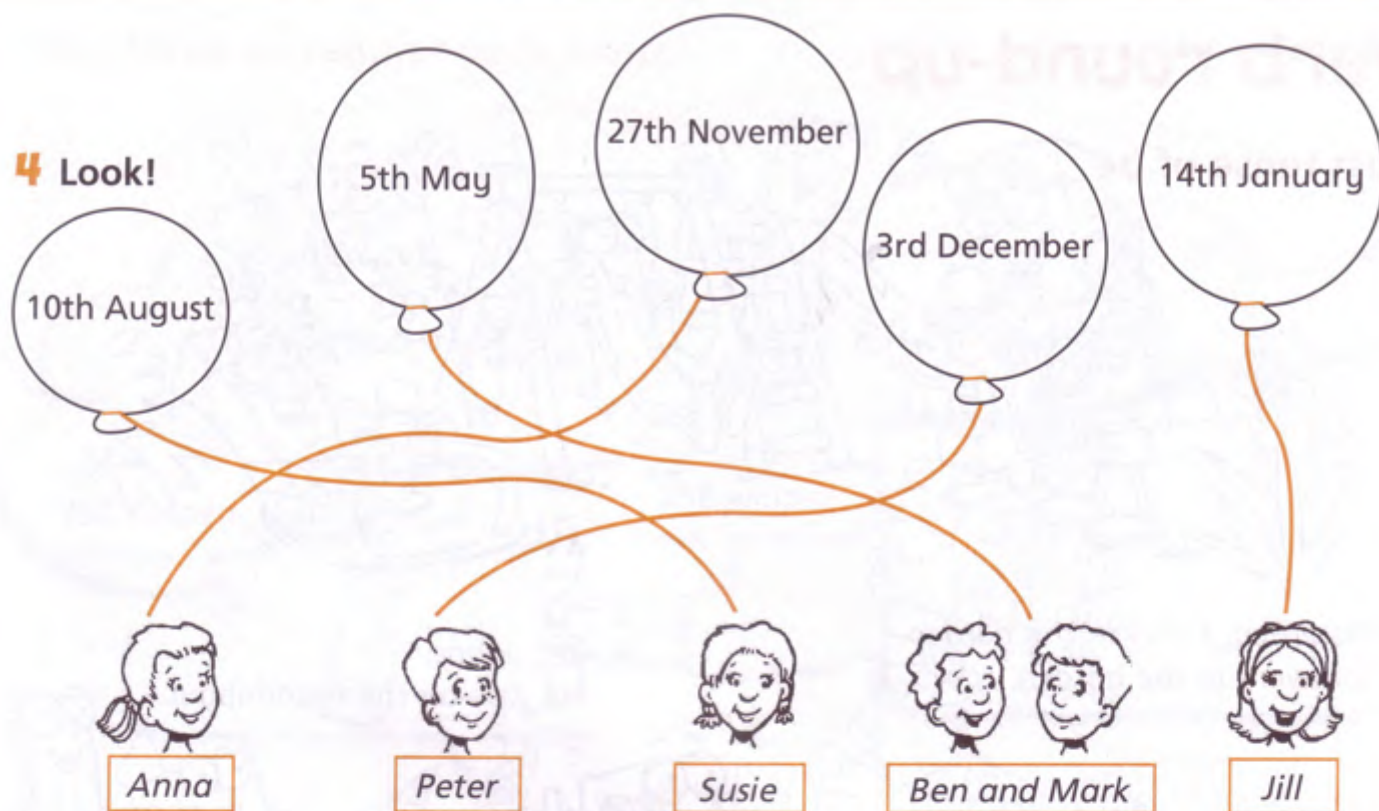 4 Look!
10th August
5th May
27th November
3rd December
14th January
Anna
Peter
Susie
Ben and Mark
Jill